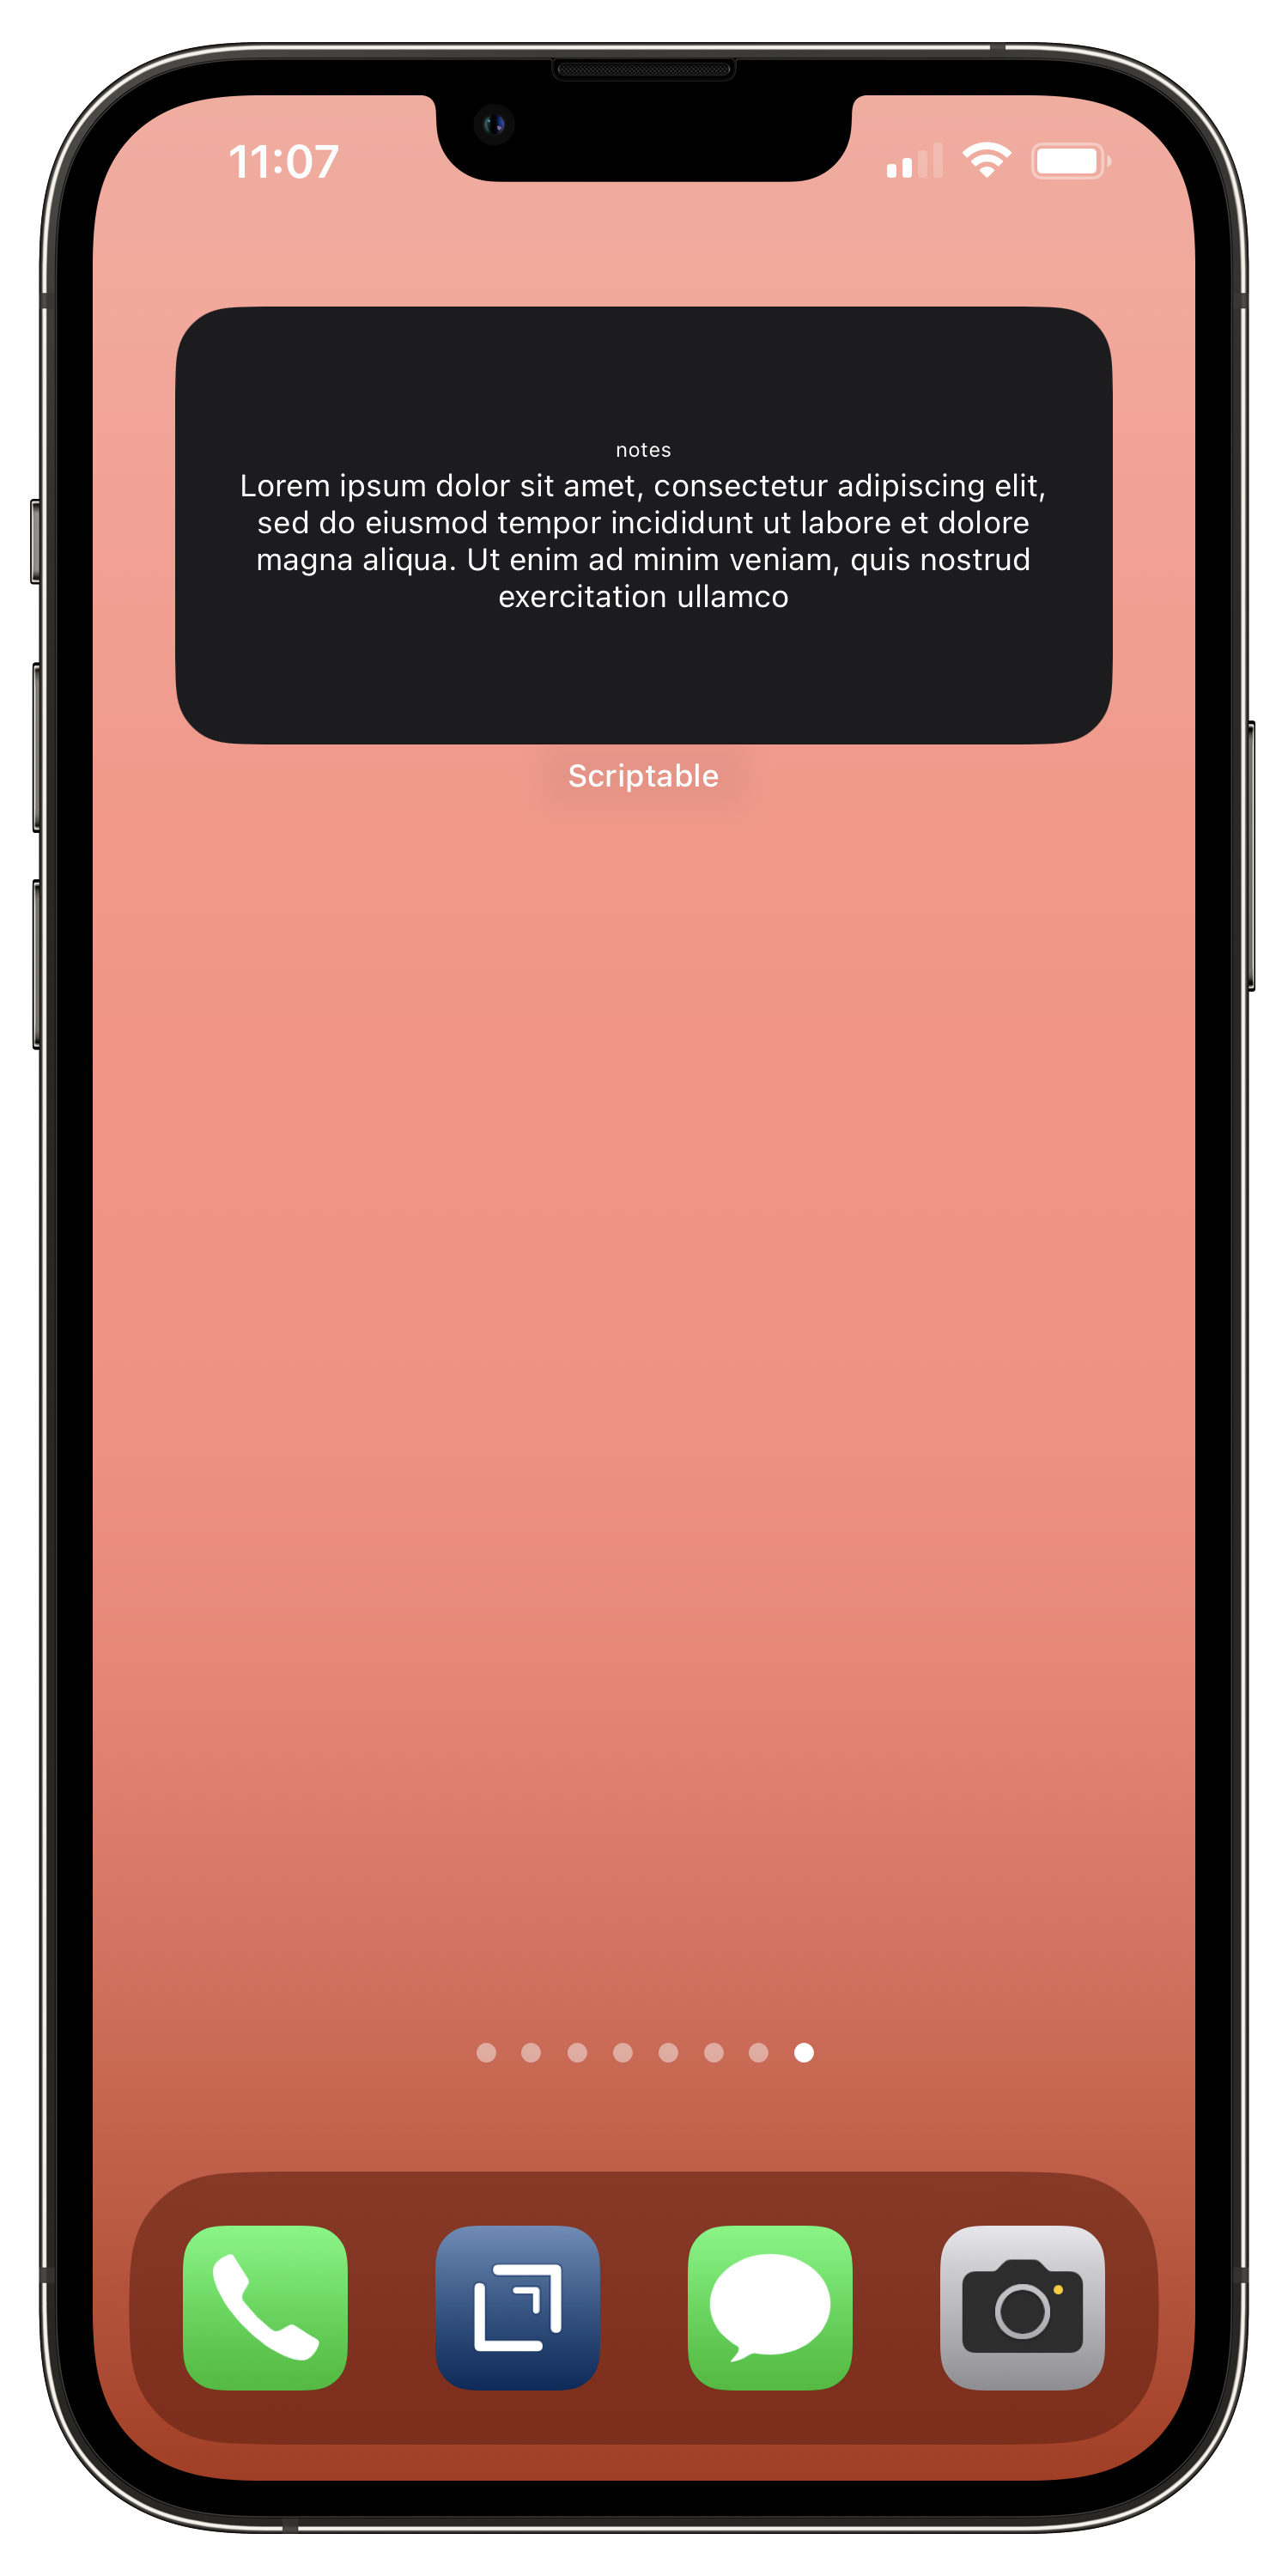 11:07
notes
Lorem ipsum dolor sit amet, consectetur adipiscing elit,
sed do eiusmod tempor incididunt ut labore et dolore
magna aliqua. Ut enim ad minim veniam, quis nostrud
exercitation ullamco
Scriptable